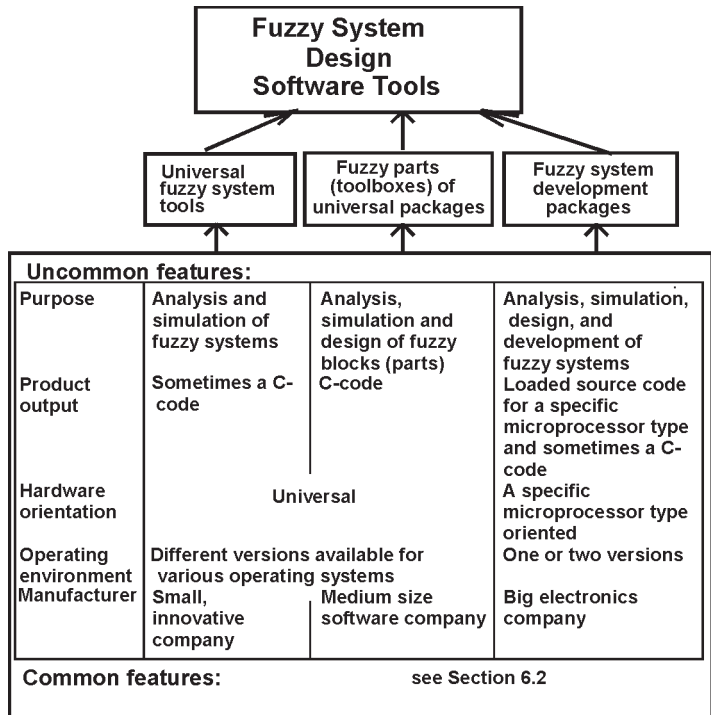 Fuzzy System
Design
Software Tools
Universal
fuzzy system
tools
Fuzzy parts
(toolboxes) of
universal packages
Fuzzy system
development
packages
Uncommon features:
Purpose
Analysis and
simulation of
fuzzy systems
Analysis,
simulation and
design of fuzzy
blocks (parts)
Analysis, simulation,
design, and
development of
fuzzy systems
Product
output
Sometimes a C-
code
C-code
Loaded source code
for a specific
microprocessor type
and sometimes a C-
code
Hardware
orientation
Universal
A specific
microprocessor type
oriented
Operating
environment
Different versions available for
various operating systems
One or two versions
Manufacturer
Small,
innovative
company
Medium size
software company
Big electronics
company
Common features:
see Section 6.2